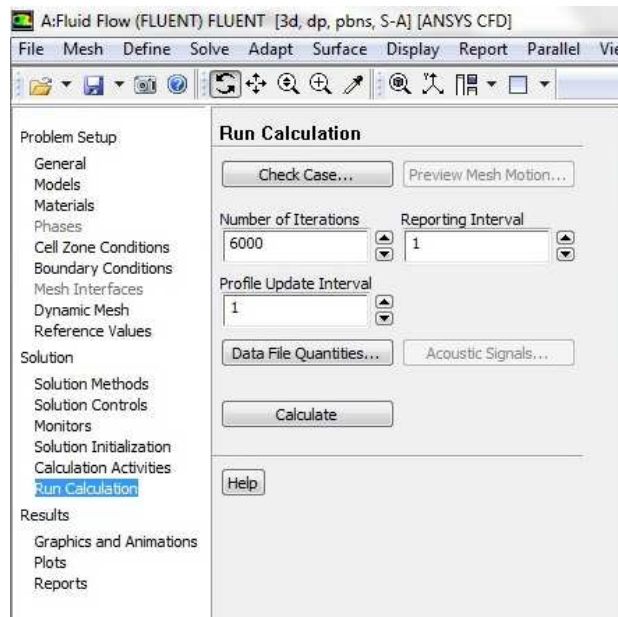 A:Fluid Flow (FLUENT) FLUENT [3d, dp, pbns, S-A] [ANSYS CFD]
File Mesh Define Solve Adapt Surface Display Report Parallel Vie
Problem Setup
General
Models
Materials
Phases
Cell Zone Conditions
Boundary Conditions
Mesh Interfaces
Dynamic Mesh
Reference Values
Solution
Solution Methods
Solution Controls
Monitors
Solution Initialization
Calculation Activities
Run Calculation
Results
Graphics and Animations
Plots
Reports
Run Calculation
Check Case... Preview Mesh Motion...
Number of Iterations Reporting Interval
6000 1
Profile Update Interval
1
Data File Quantities... Acoustic Signals...
Calculate
Help